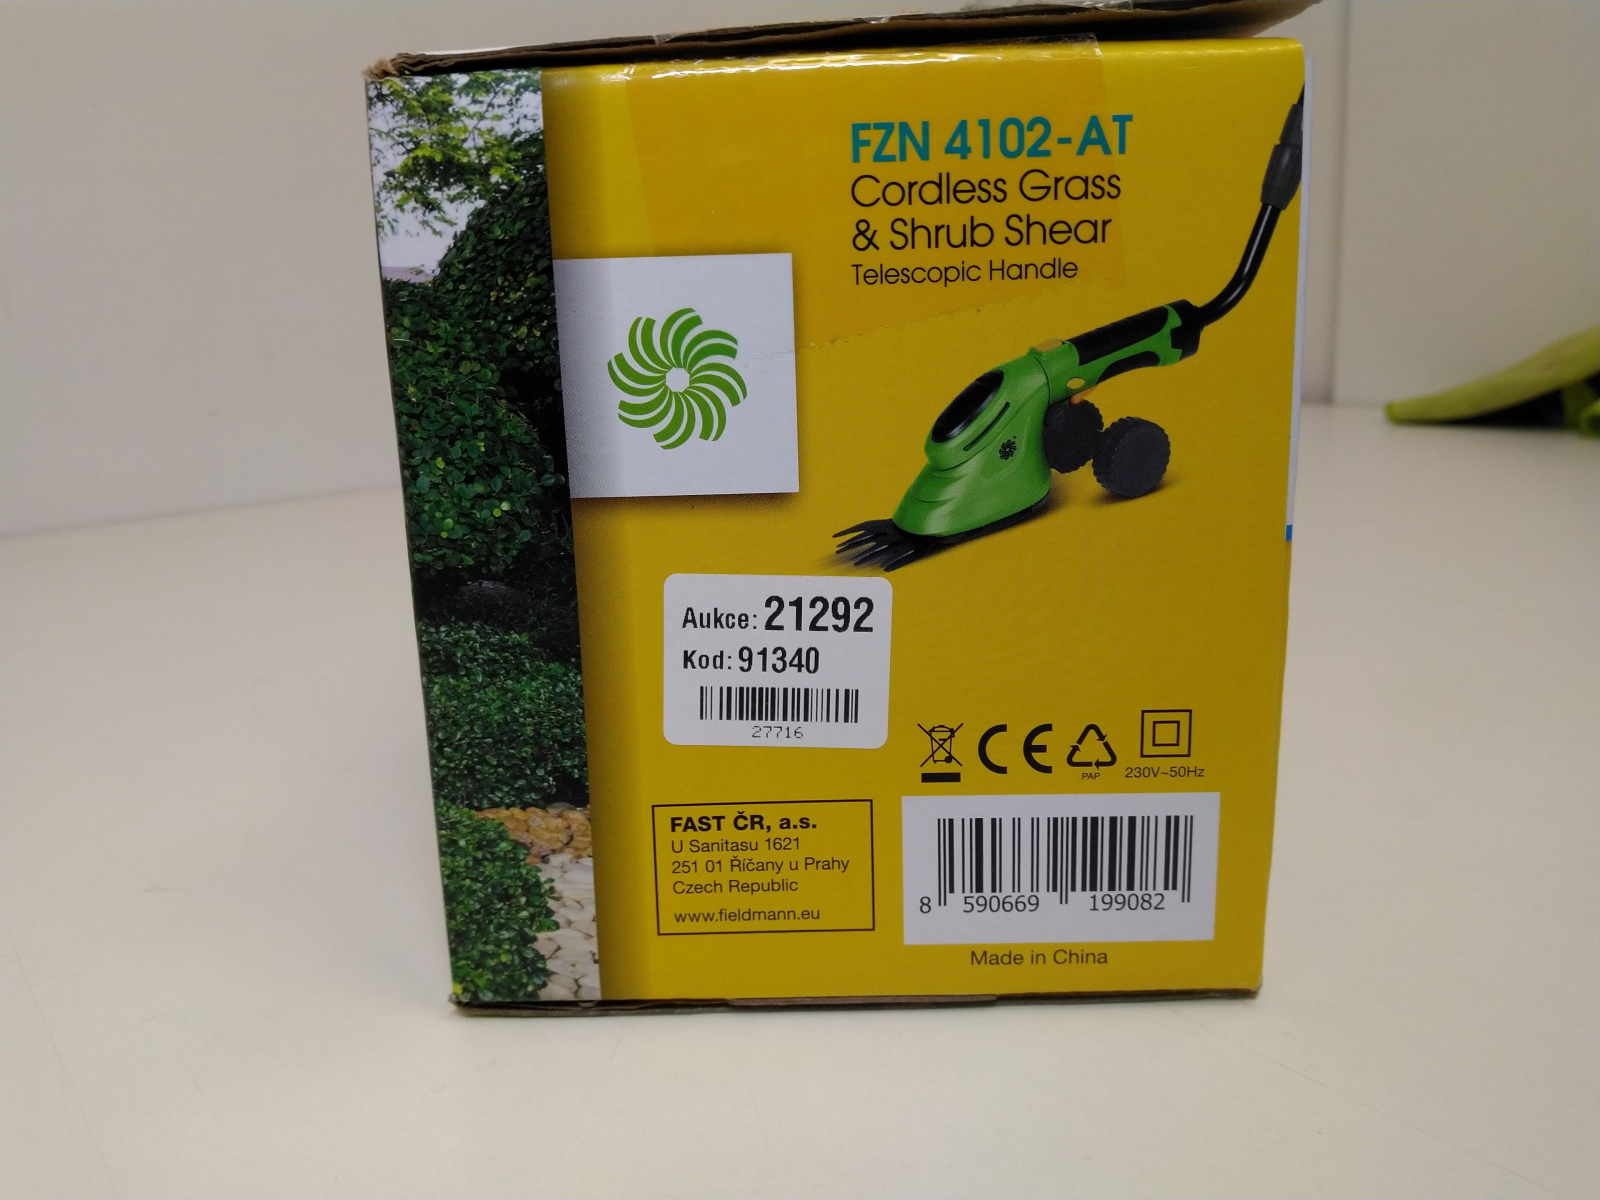 FZN 4102-AT
Cordless Grass
& Shrub Shear
Telescopic Handle
Aukce: 21292
Kod: 91340
27716
PAP
230V~50Hz
FAST ČR, a.s.
U Sanitasu 1621
251 01 Říčany u Prahy
Czech Republic
www.fieldmann.eu
8 590669 199082
Made in China